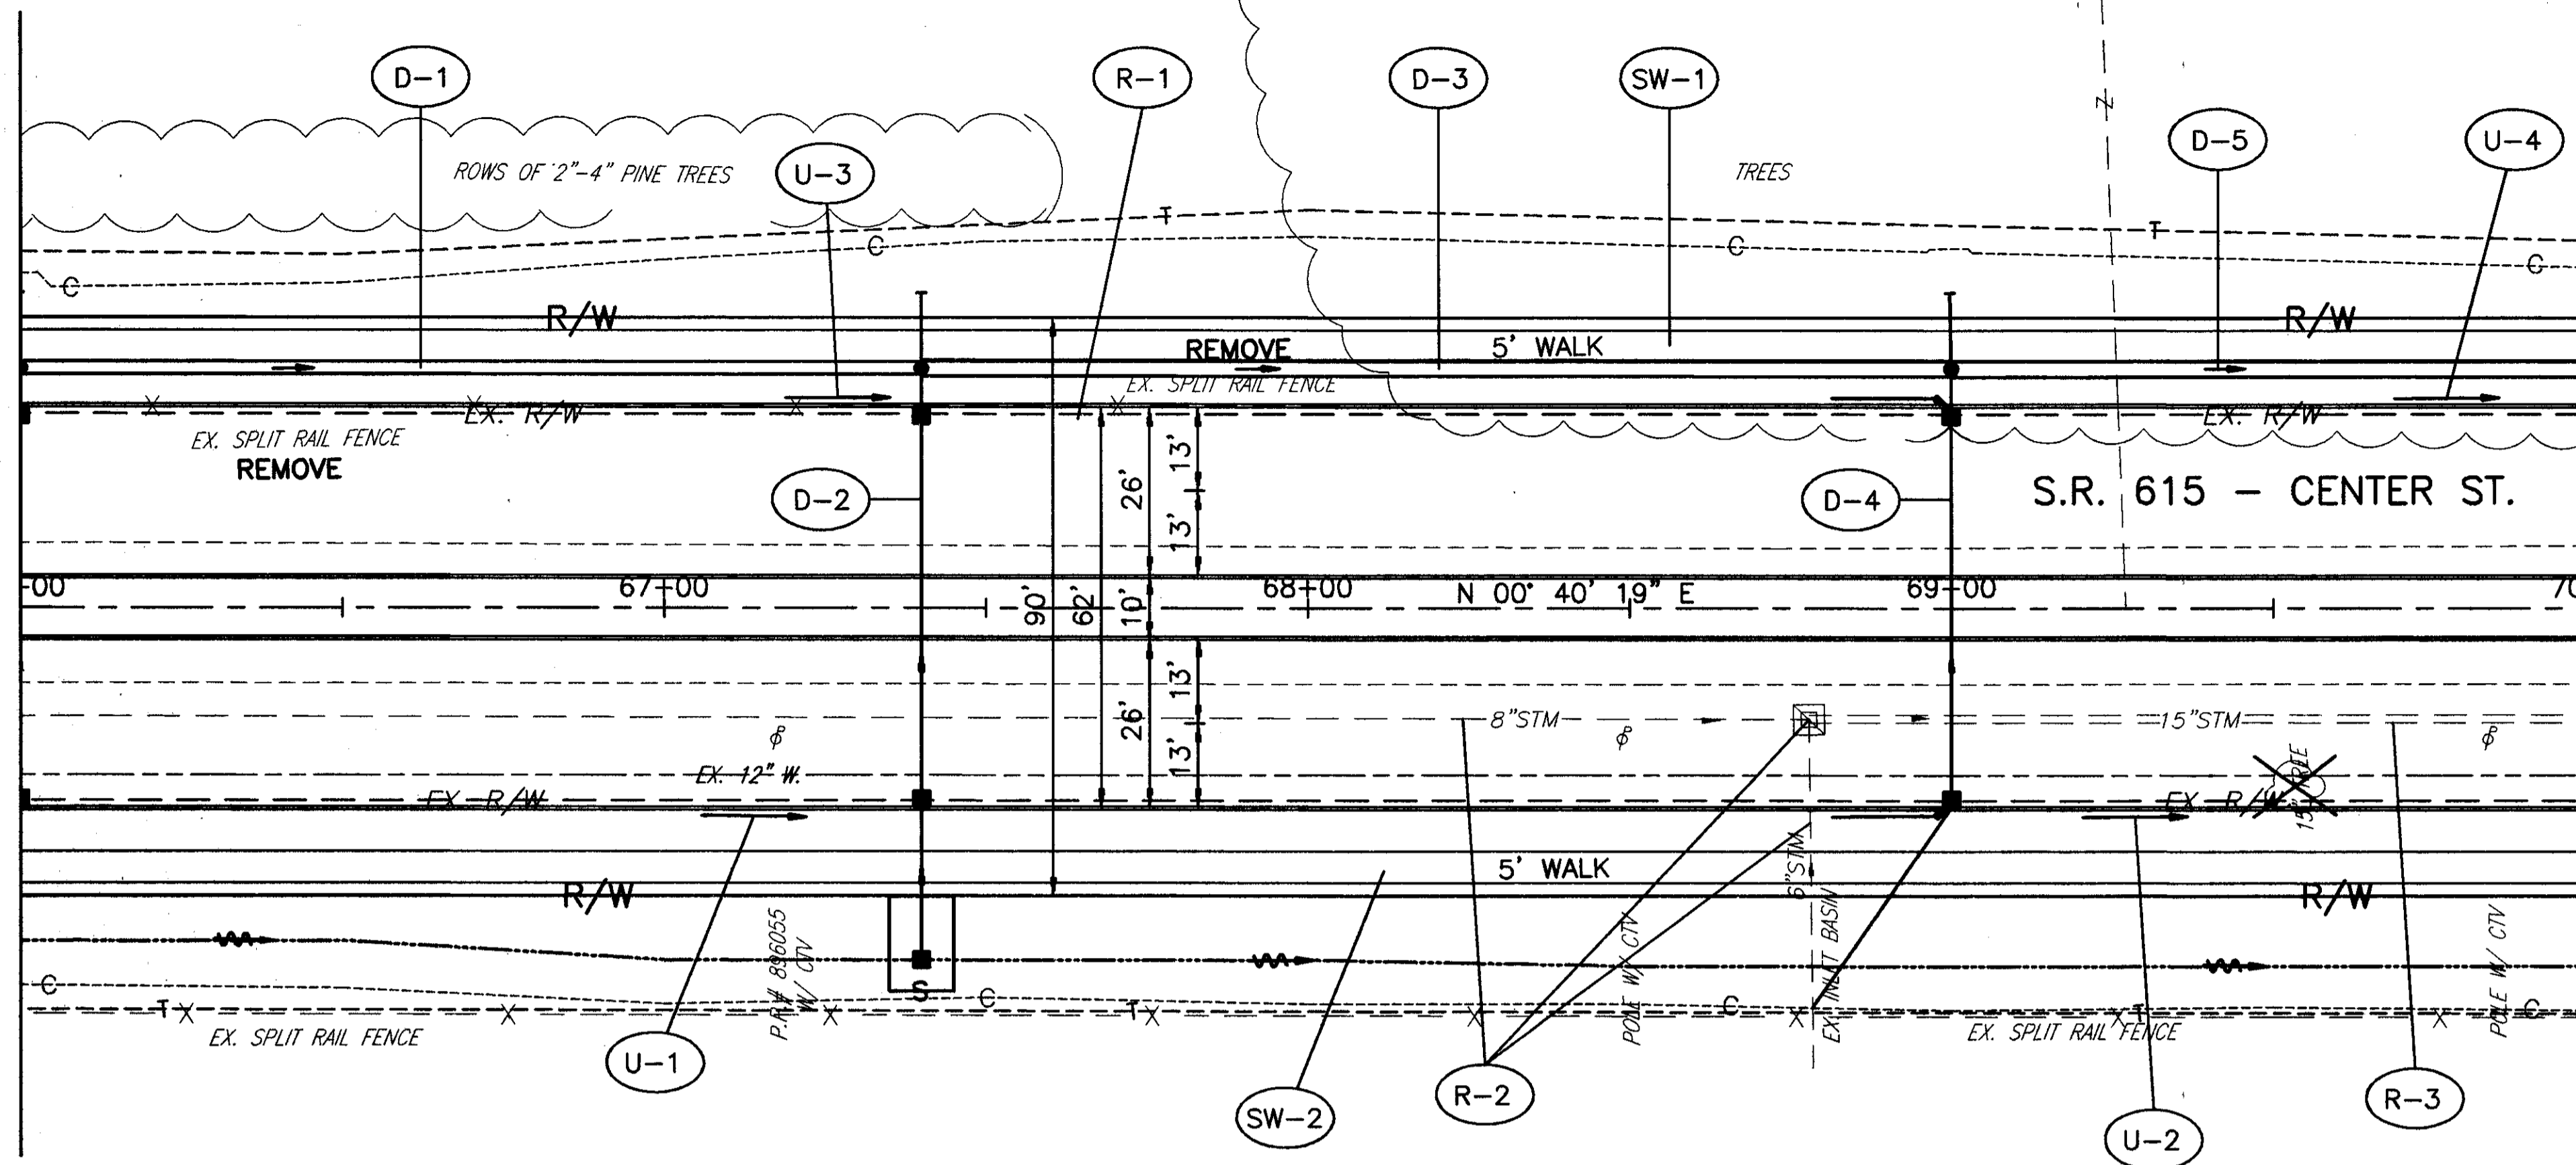 D-1
R-1
D-3
SW-1
D-5
U-4
ROWS OF 2"-4" PINE TREES
U-3
TREES
Z
T
T
C
C
C
C
R/W
R/W
REMOVE
5' WALK
EX. SPLIT RAIL FENCE
EX. R/W
EX. R/W
EX. SPLIT RAIL FENCE
REMOVE
13'
26'
13'
D-2
D-4
S.R. 615 - CENTER ST.
-00
67+00
68+00
N 00° 40' 19" E
69+00
70
90'
62'
10'
13'
26'
13'
8"STM
15"STM
EX. 12" W.
15" TREE
EX. R/W
EX. R/W
5' WALK
6"STM
R/W
R/W
P.R.# 896055
W/ CTV
POLE W/ CTV
EX. INLET BASIN
POLE W/ CTV
S
C
C
C
C
T
T
T
EX. SPLIT RAIL FENCE
EX. SPLIT RAIL FENCE
U-1
SW-2
R-2
R-3
U-2